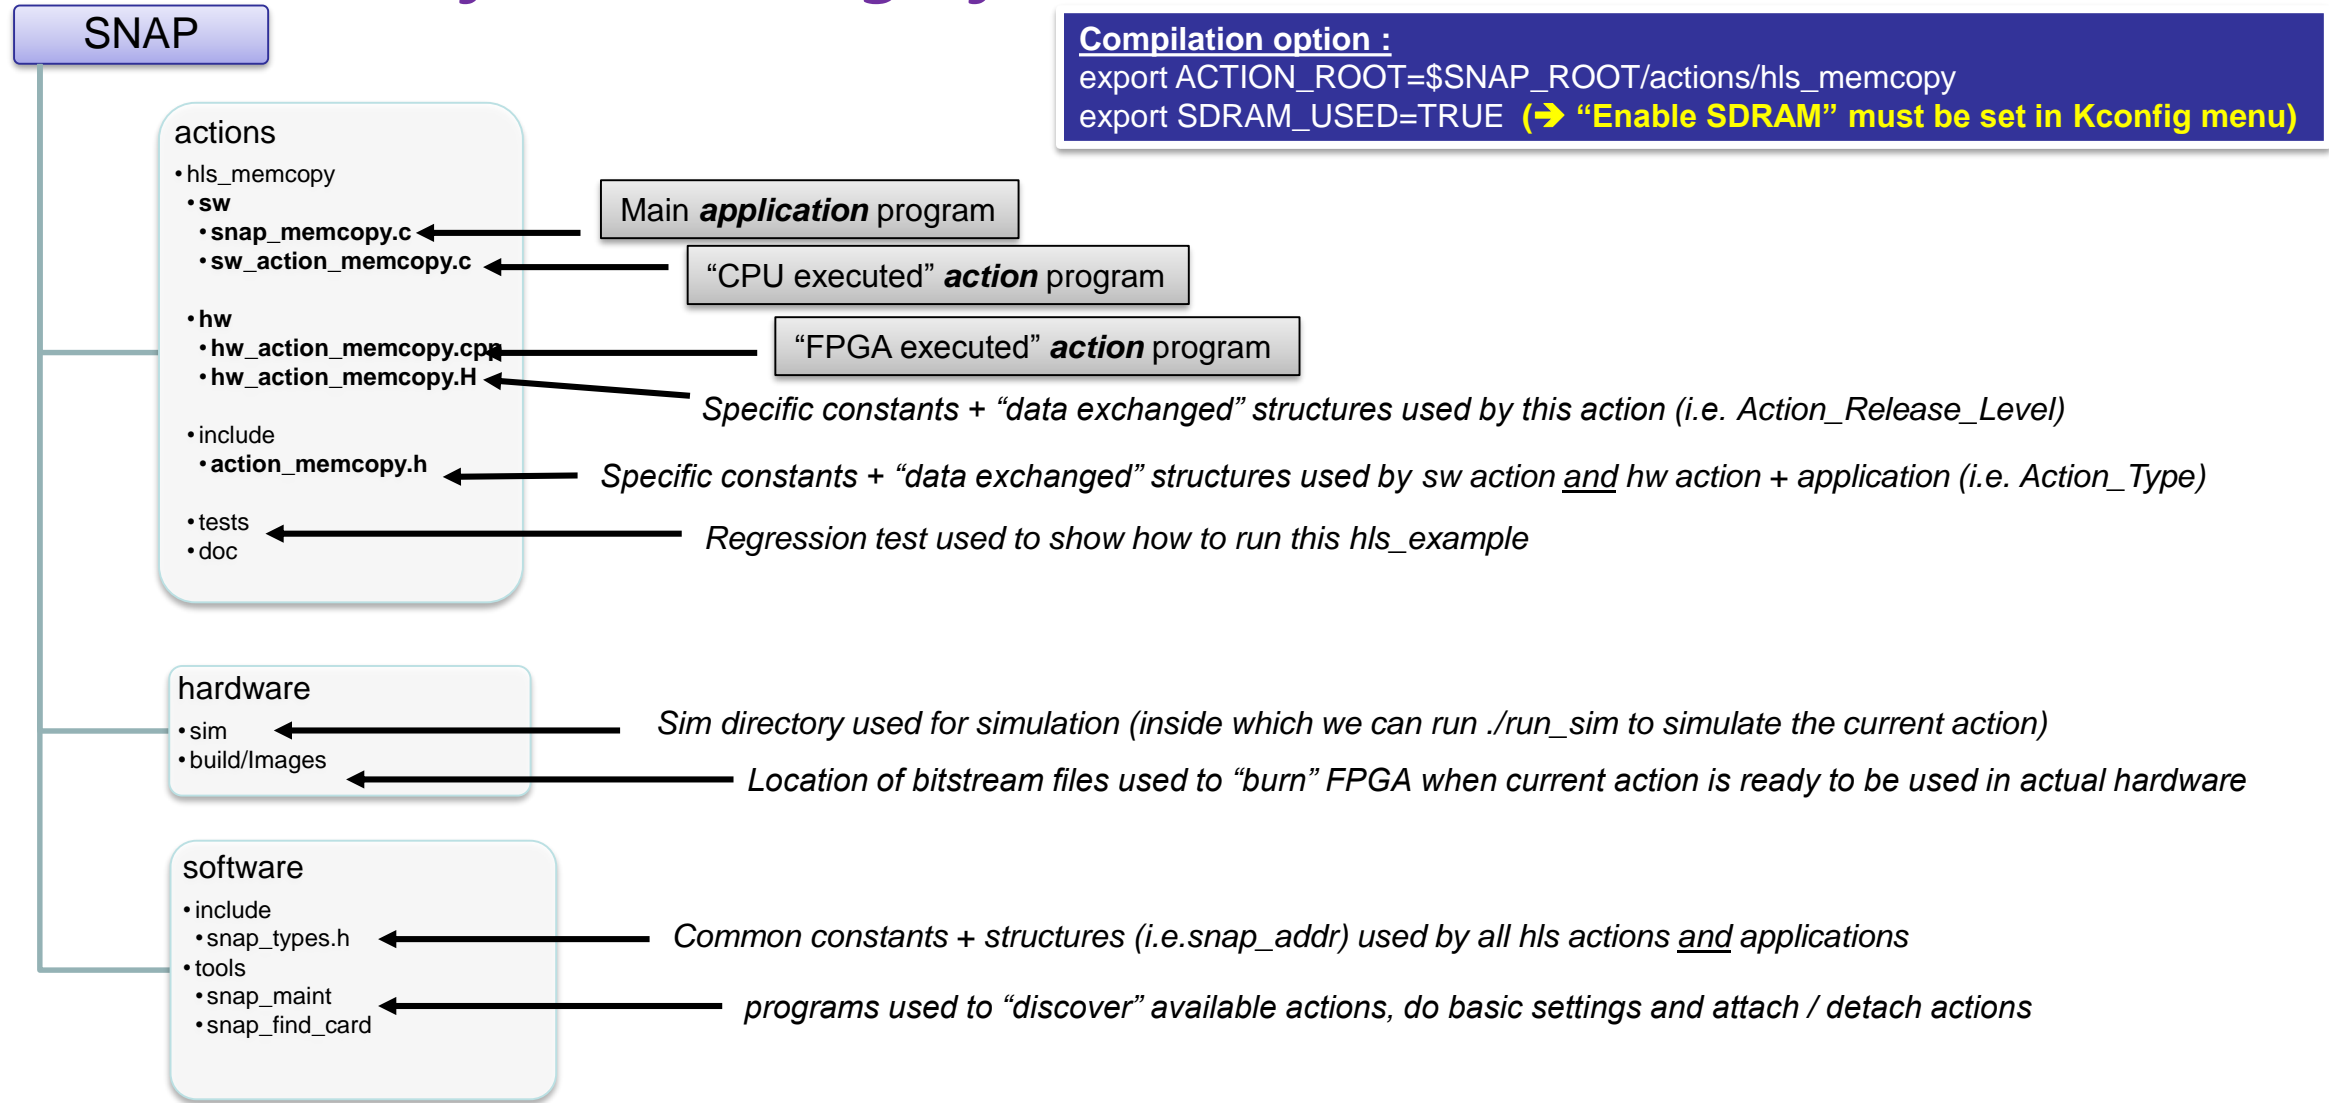 SNAP
Compilation option :
export ACTION_ROOT=$SNAP_ROOT/actions/hls_memcopy
export SDRAM_USED=TRUE (➔ “Enable SDRAM” must be set in Kconfig menu)
actions
•hls_memcopy
•sw
•snap_memcopy.c
•sw_action_memcopy.c
•hw
•hw_action_memcopy.cpp
•hw_action_memcopy.H
•include
•action_memcopy.h
•tests
•doc
Main application program
“CPU executed” action program
“FPGA executed” action program
Specific constants + “data exchanged” structures used by this action (i.e. Action_Release_Level)
Specific constants + “data exchanged” structures used by sw action and hw action + application (i.e. Action_Type)
Regression test used to show how to run this hls_example
hardware
•sim
•build/Images
Sim directory used for simulation (inside which we can run ./run_sim to simulate the current action)
Location of bitstream files used to “burn” FPGA when current action is ready to be used in actual hardware
software
•include
•snap_types.h
•tools
•snap_maint
•snap_find_card
Common constants + structures (i.e.snap_addr) used by all hls actions and applications
programs used to “discover” available actions, do basic settings and attach / detach actions